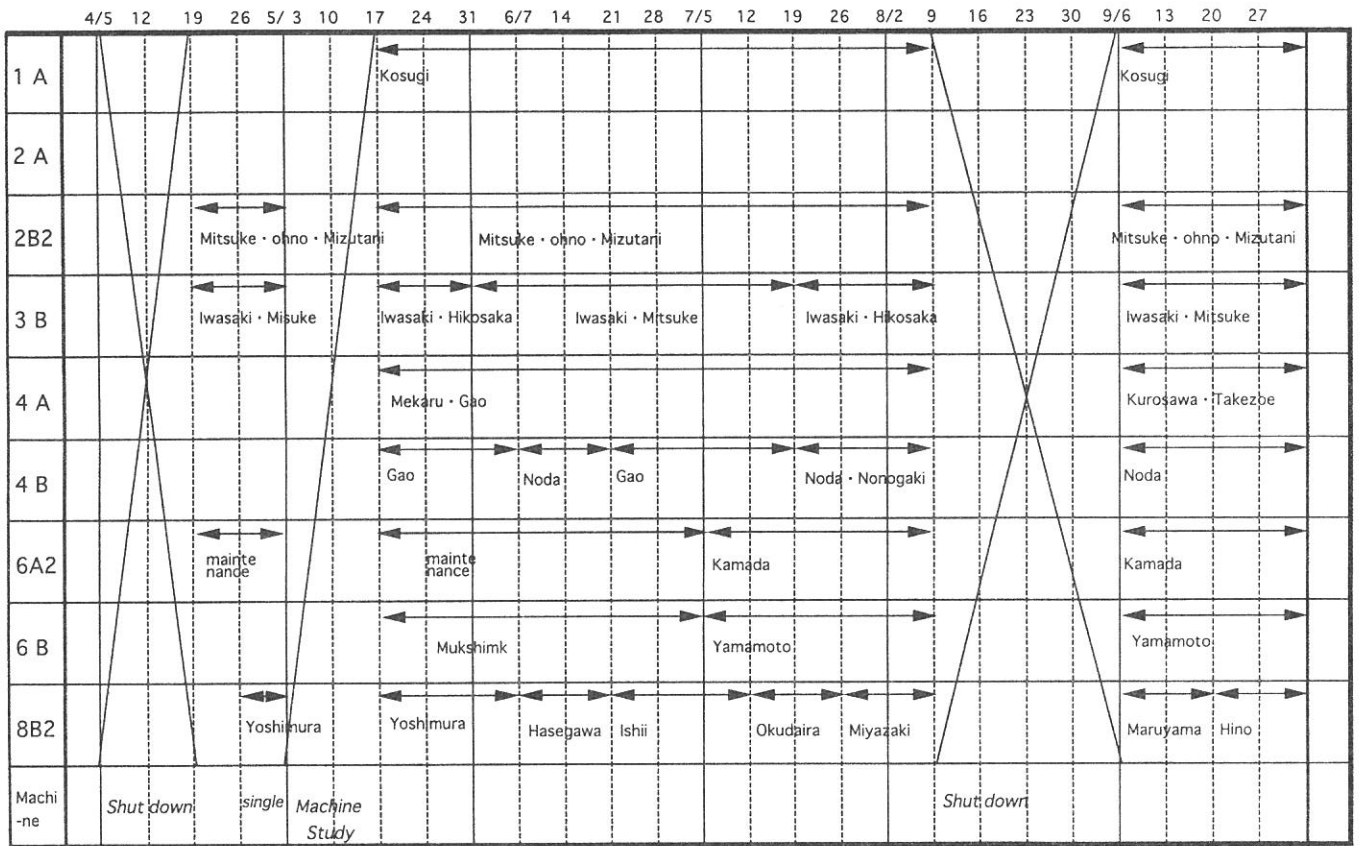 4/5 12 19 26 5/ 3 10 17 24 31 6/7 14 21 28 7/5 12 19 26 8/2 9 16 23 30 9/6 13 20 27
1 A
Kosugi Kosugi
2 A
2B2
Mitsuke・ohno・Mizutani Mitsuke・ohno・Mizutani Mitsuke・ohno・Mizutani
3 B
Iwasaki・Misuke Iwasaki・Hikosaka Iwasaki・Mitsuke Iwasaki・Hikosaka Iwasaki・Mitsuke
4 A
Mekaru・Gao Kurosawa・Takezoe
4 B
Gao Noda Gao Noda・Nonogaki Noda
6A2
mainte mainte Kamada Kamada
nance nance
6 B
Mukshimk Yamamoto Yamamoto
8B2
Yoshimura Yoshimura Hasegawa Ishii Okudaira Miyazaki Maruyama Hino
Machi
-ne
Shut down single Machine Shut down
Study